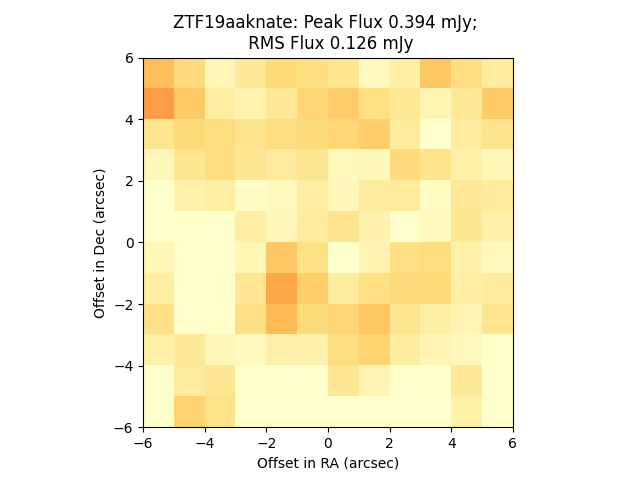 ZTF19aaknate: Peak Flux 0.394 mJy;
RMS Flux 0.126 mJy
6
4
2
0
−2
−4
−6
Offset in Dec (arcsec)
−6 −4 −2 0 2 4 6
Offset in RA (arcsec)